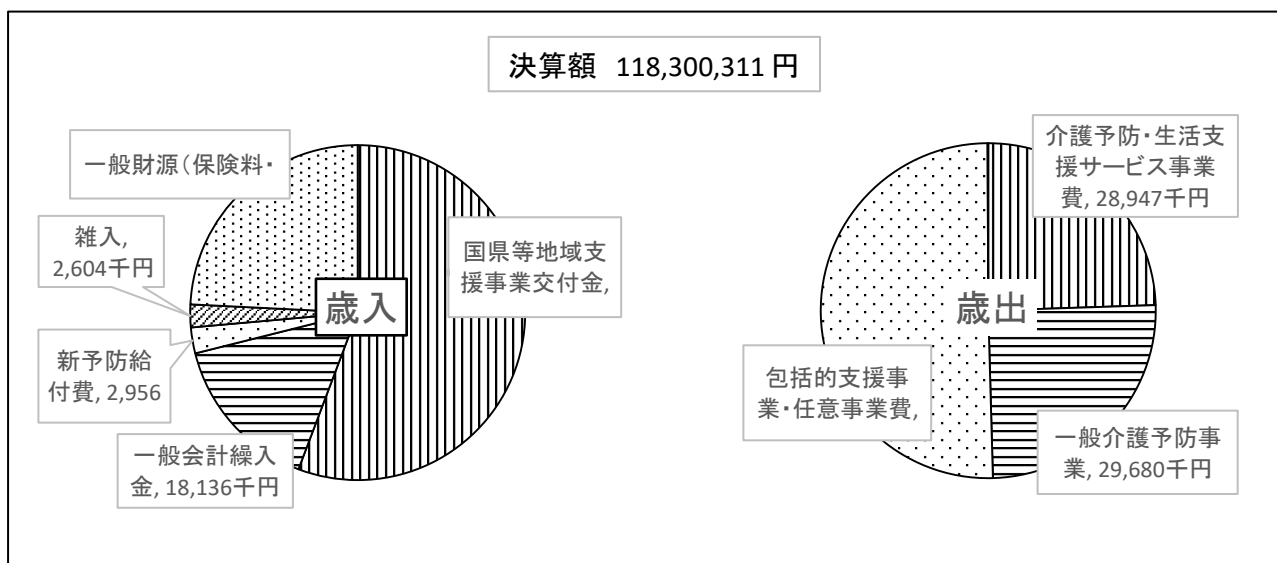 決算額 118,300,311 円
一般財源(保険料・
雑入,
2,604千円
新予防給
付費, 2,956
一般会計繰入
金, 18,136千円
国県等地域支
援事業交付金,
歳入
介護予防・生活支
援サービス事業
費, 28,947千円
歳出
包括的支援事
業・任意事業費,
一般介護予防事
業, 29,680千円